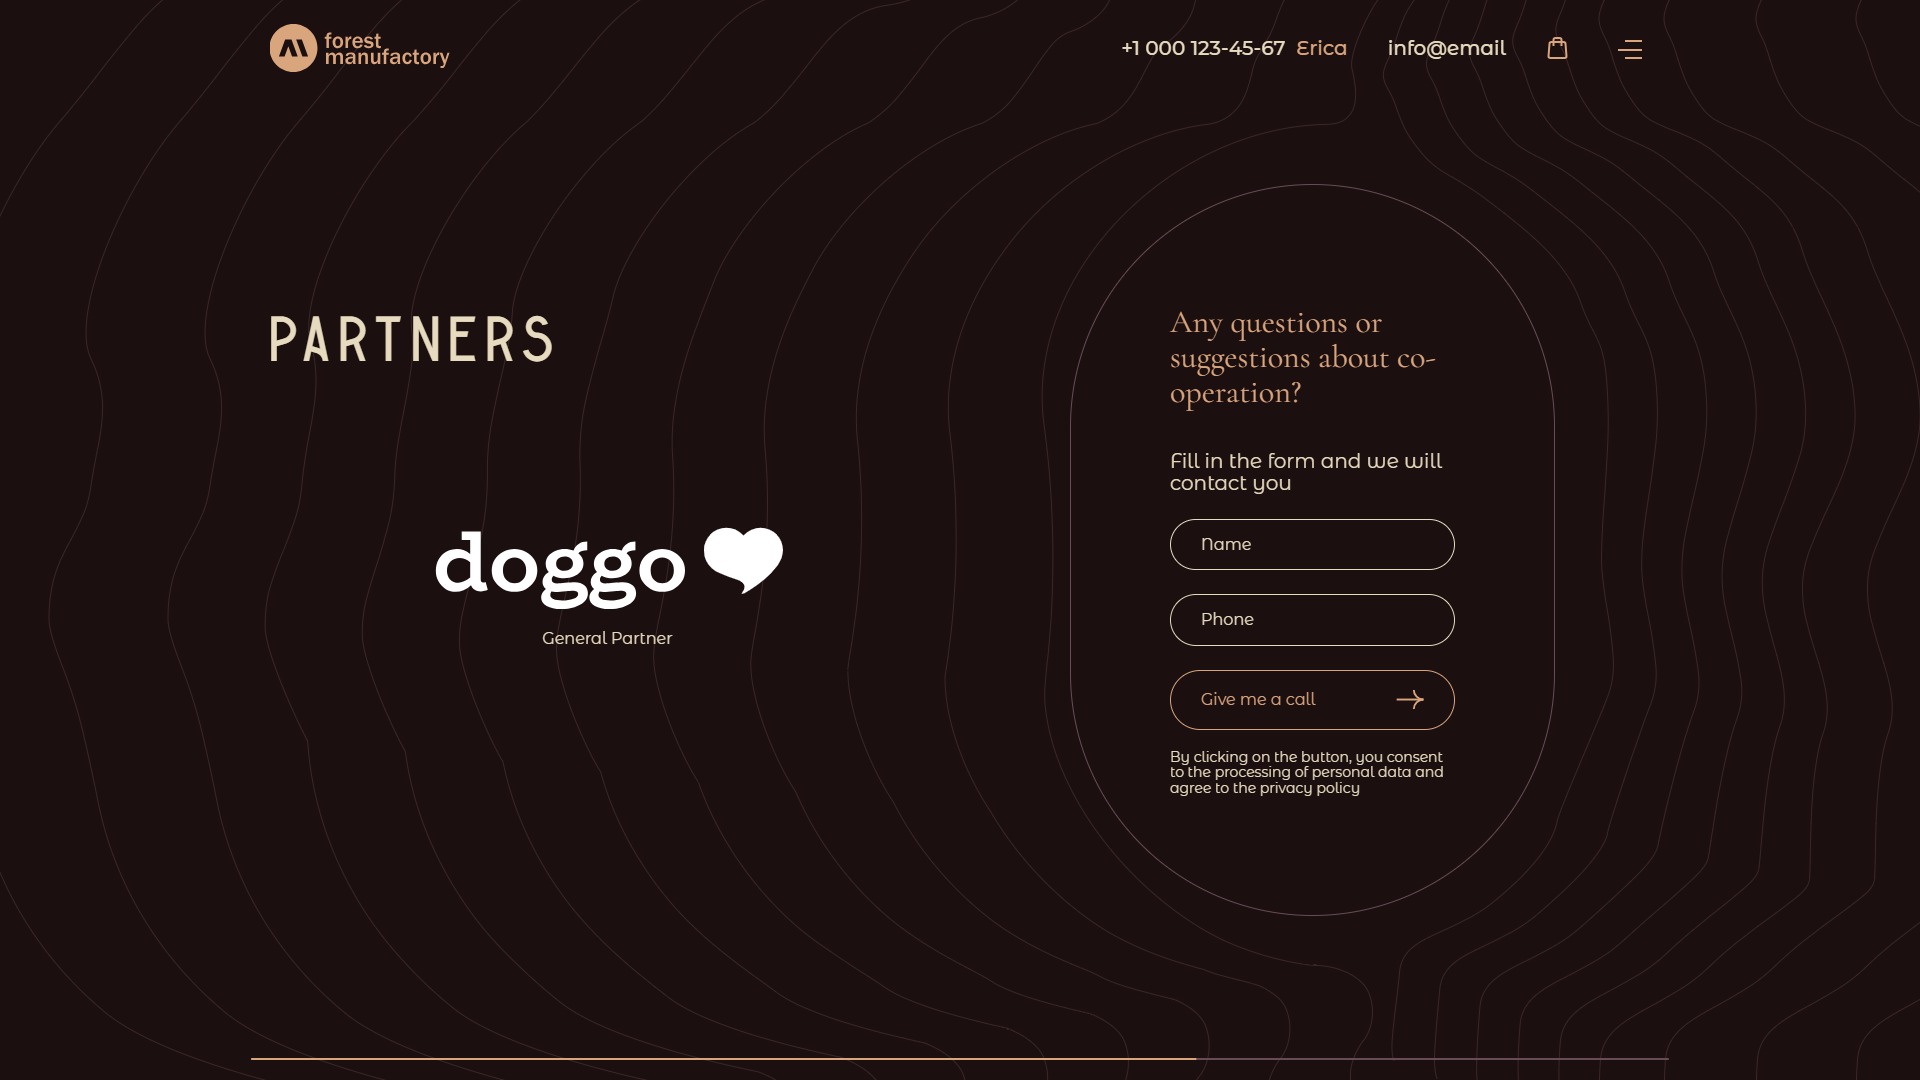 forest
manufactory
+1 000 123-45-67 Erica info@email
PARTNERS
doggo
General Partner
Any questions or
suggestions about co-
operation?
Fill in the form and we will
contact you
Name
Phone
Give me a call
By clicking on the button, you consent
to the processing of personal data and
agree to the privacy policy